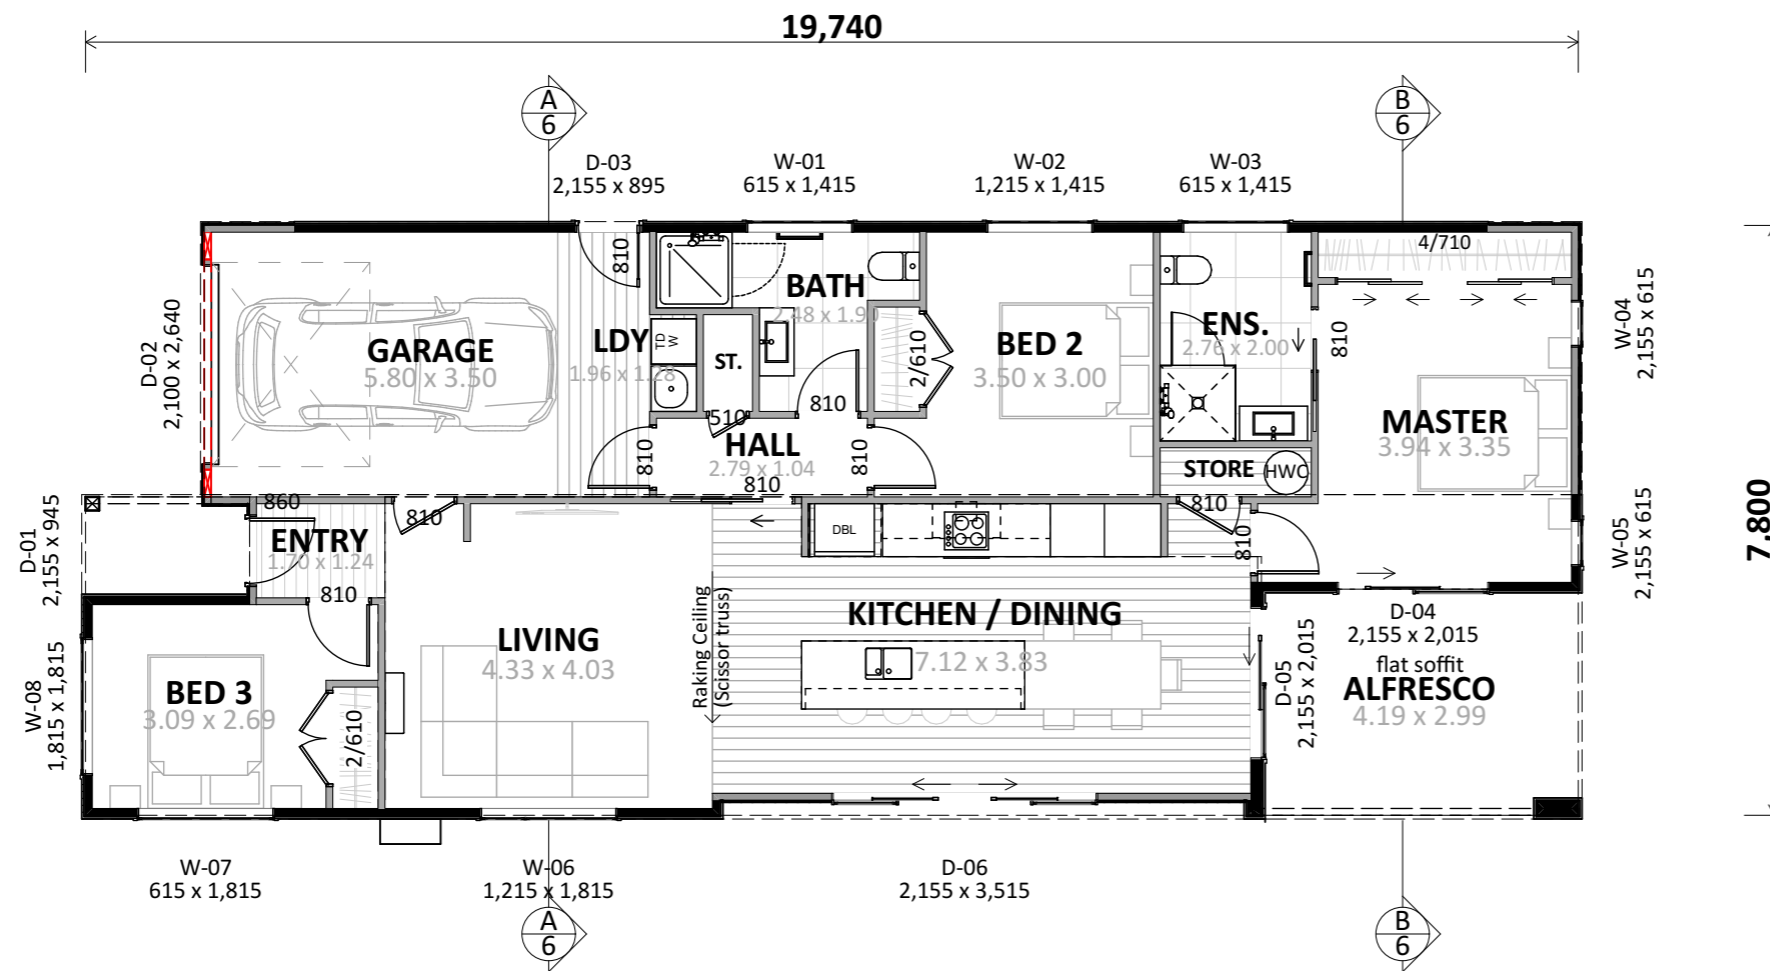 19,740
A
6
B
6
D-03
2,155 x 895
W-01
615 x 1,415
W-02
1,215 x 1,415
W-03
615 x 1,415
4/710
810
BATH
2.48 x 1.90
D-02
2,100 x 2,640
GARAGE
5.80 x 3.50
LDY
1.96 x 1.28
TD
W
ST.
2/610
BED 2
3.50 x 3.00
ENS.
2.76 x 2.00
810
W-04
2,155 x 615
810
510
HALL
2.79 x 1.04
810
810
810
MASTER
3.94 x 3.35
STORE
HWC
810
860
810
ENTRY
1.70 x 1.24
810
D-01
2,155 x 945
DBL
810
W-05
2,155 x 615
7,800
Raking Ceiling
(Scissor truss)
KITCHEN / DINING
7.12 x 3.83
LIVING
4.33 x 4.03
D-04
2,155 x 2,015
flat soffit
ALFRESCO
4.19 x 2.99
D-05
2,155 x 2,015
W-08
1,815 x 1,815
BED 3
3.09 x 2.69
2/610
W-07
615 x 1,815
W-06
1,215 x 1,815
D-06
2,155 x 3,515
A
6
B
6